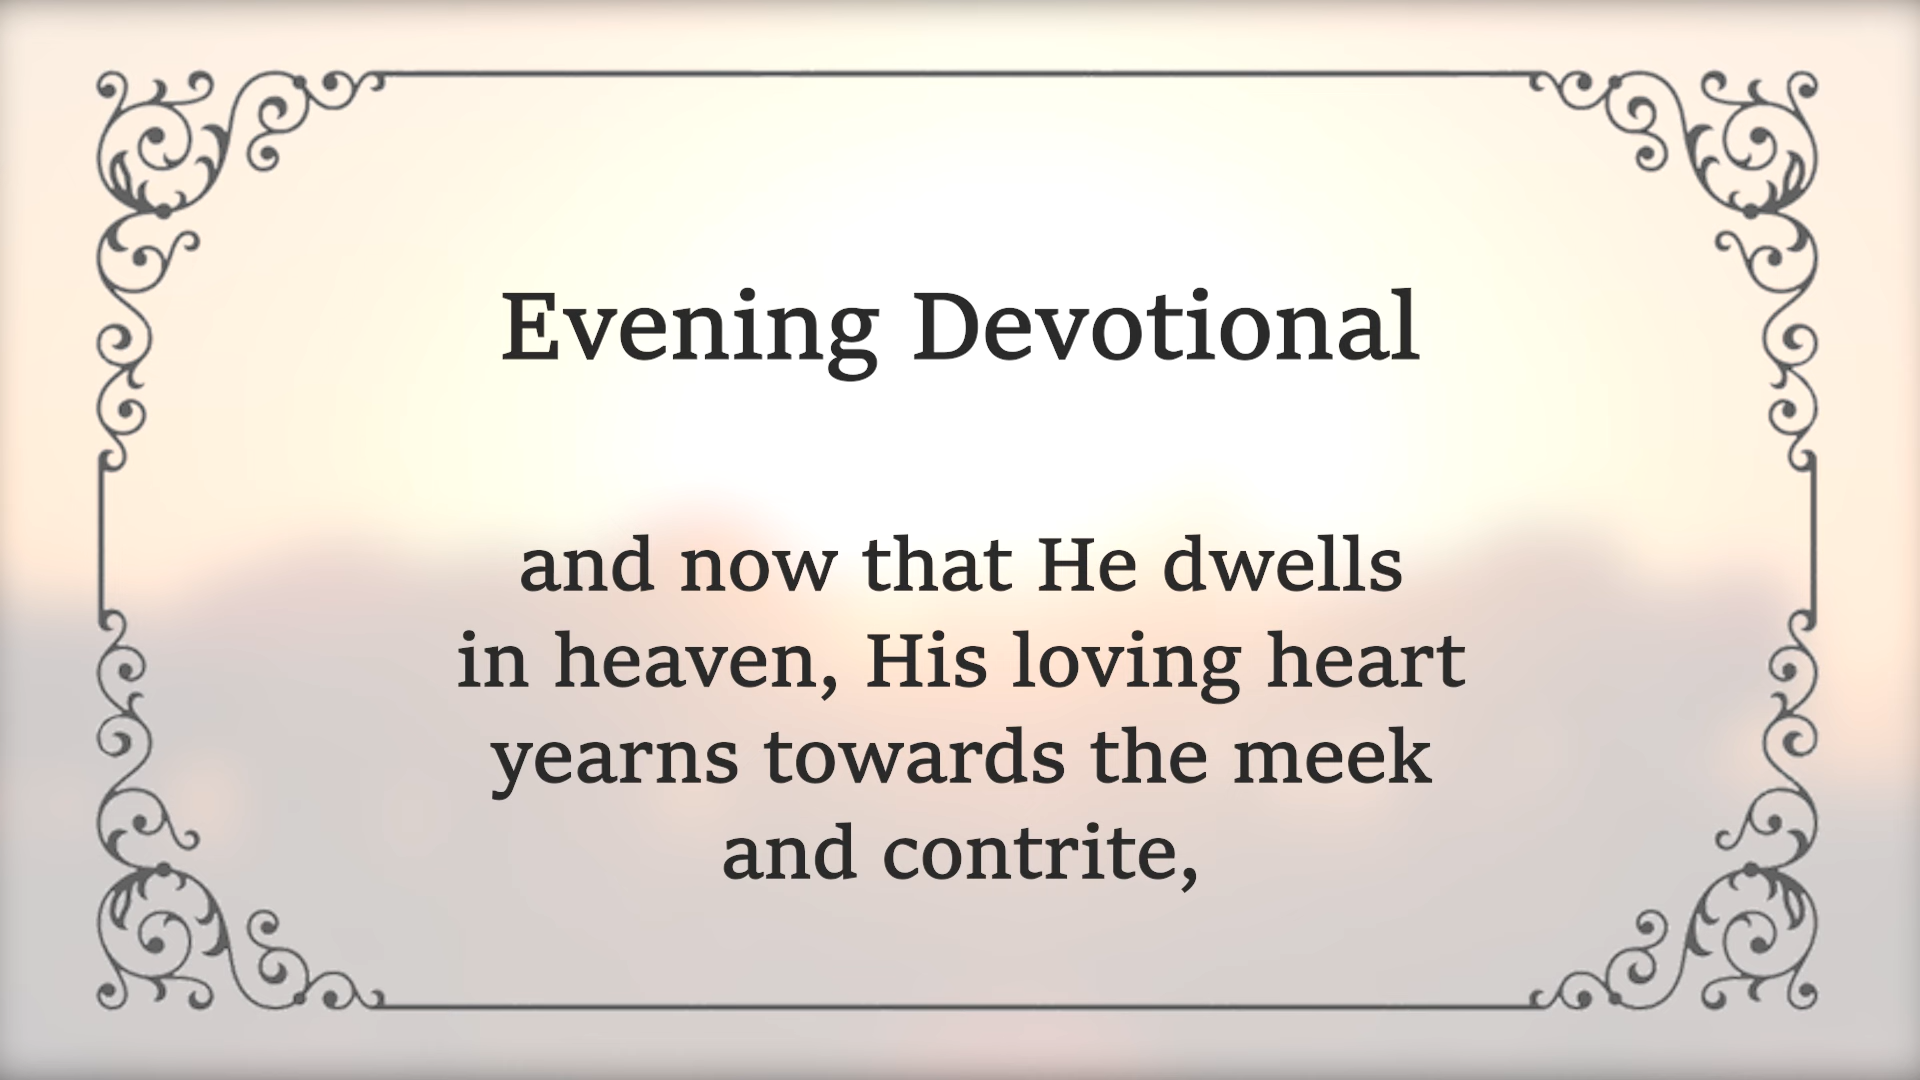 Evening Devotional
and now that He dwells
in heaven, His loving heart
yearns towards the meek
and contrite,